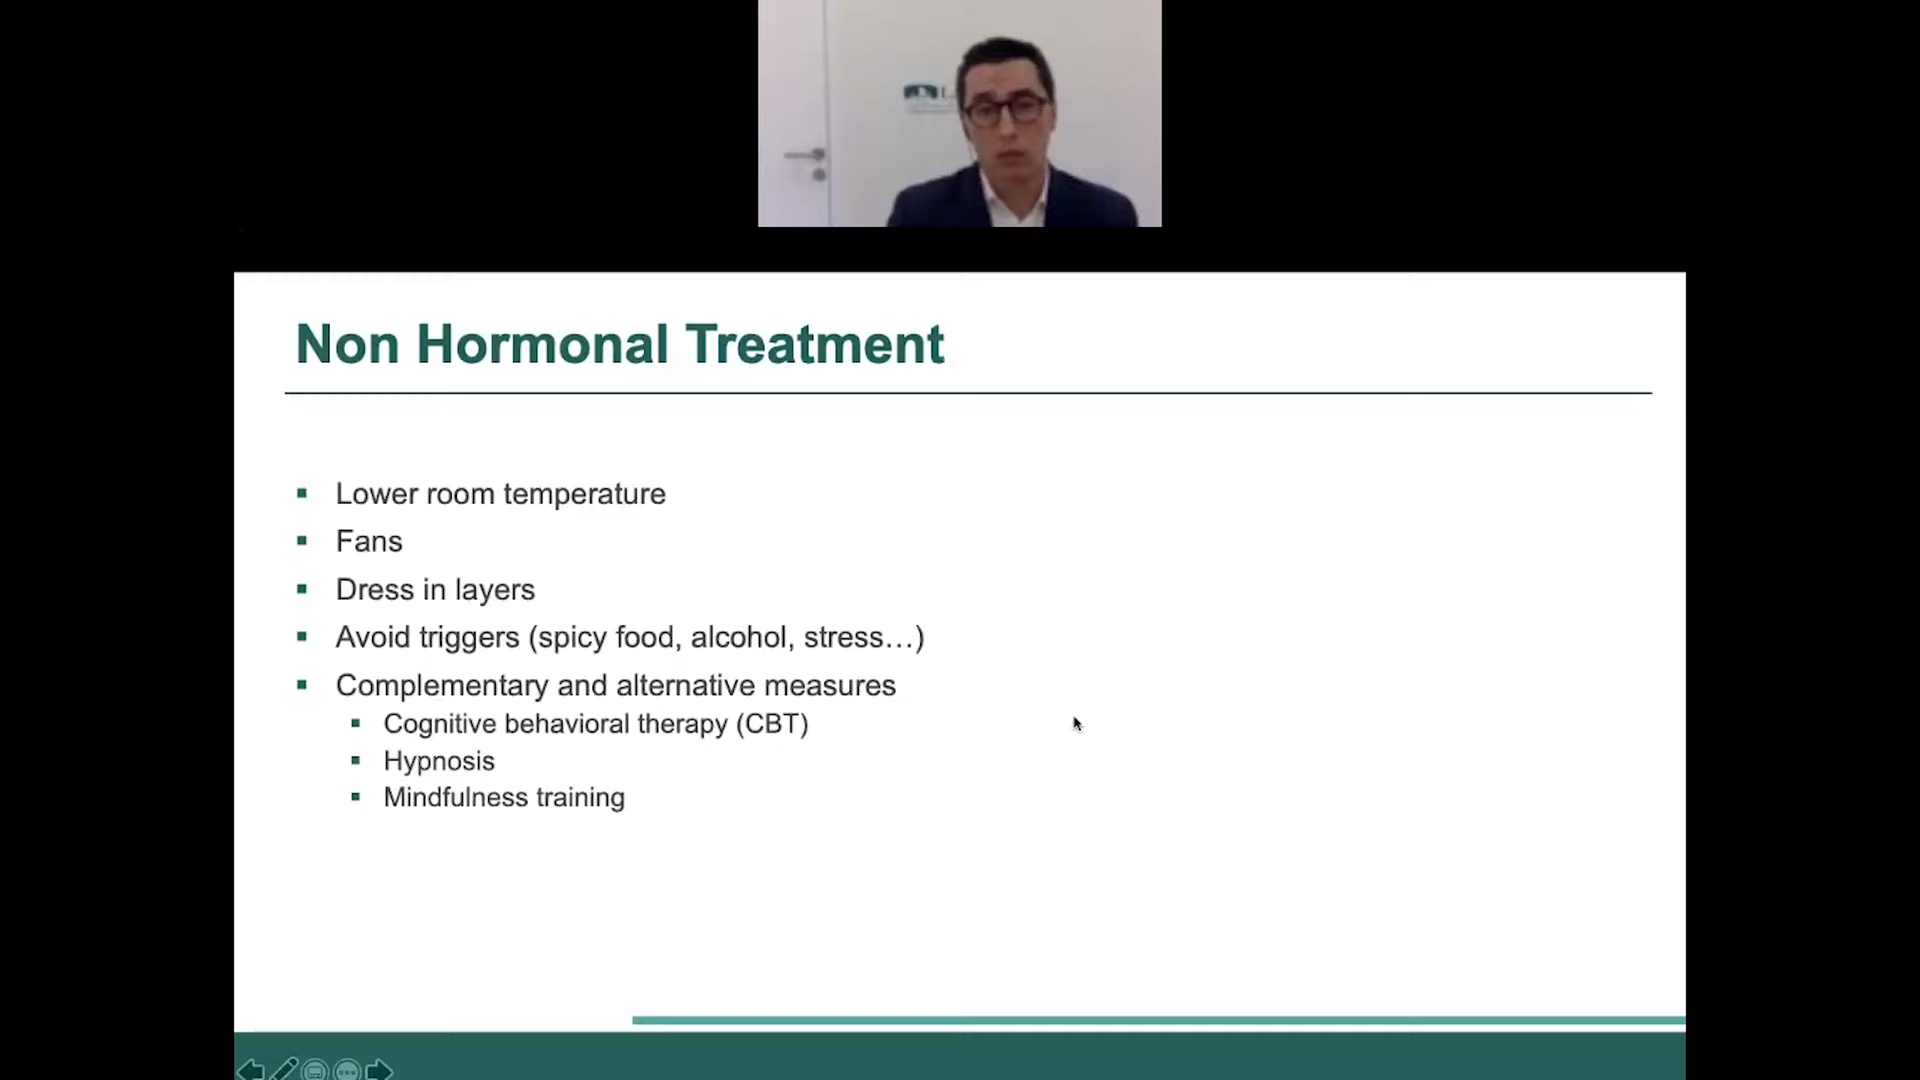 Non Hormonal Treatment
Lower room temperature
Fans
Dress in layers
Avoid triggers (spicy food, alcohol, stress…)
Complementary and alternative measures
Cognitive behavioral therapy (CBT)
Hypnosis
Mindfulness training